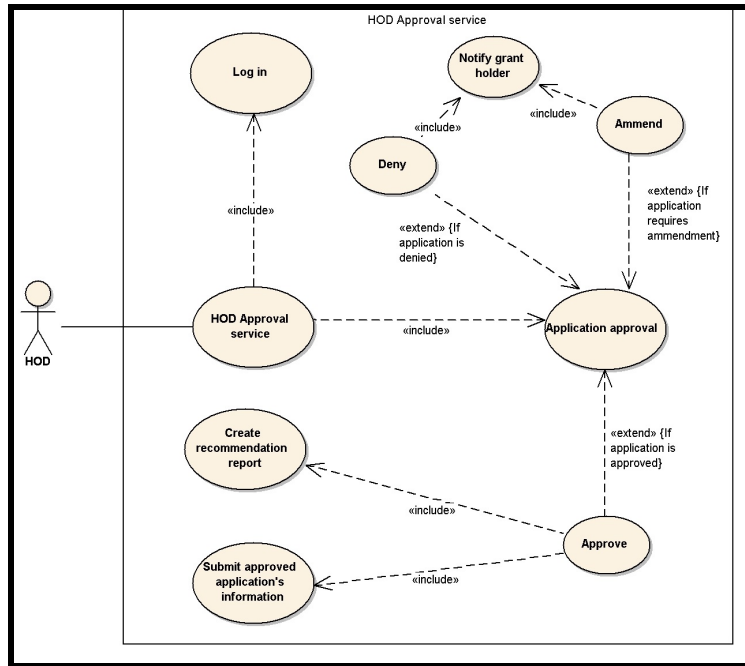 HOD Approval service
Log in
Notify grant
holder
Ammend
«include»
«include»
Deny
«extend» {If
application
requires
ammendment}
«include»
«extend» {If
application is
denied}
HOD Approval
service
Application approval
«include»
HOD
Create
recommendation
report
«extend» {If
application is
approved}
«include»
Approve
Submit approved
application's
information
«include»